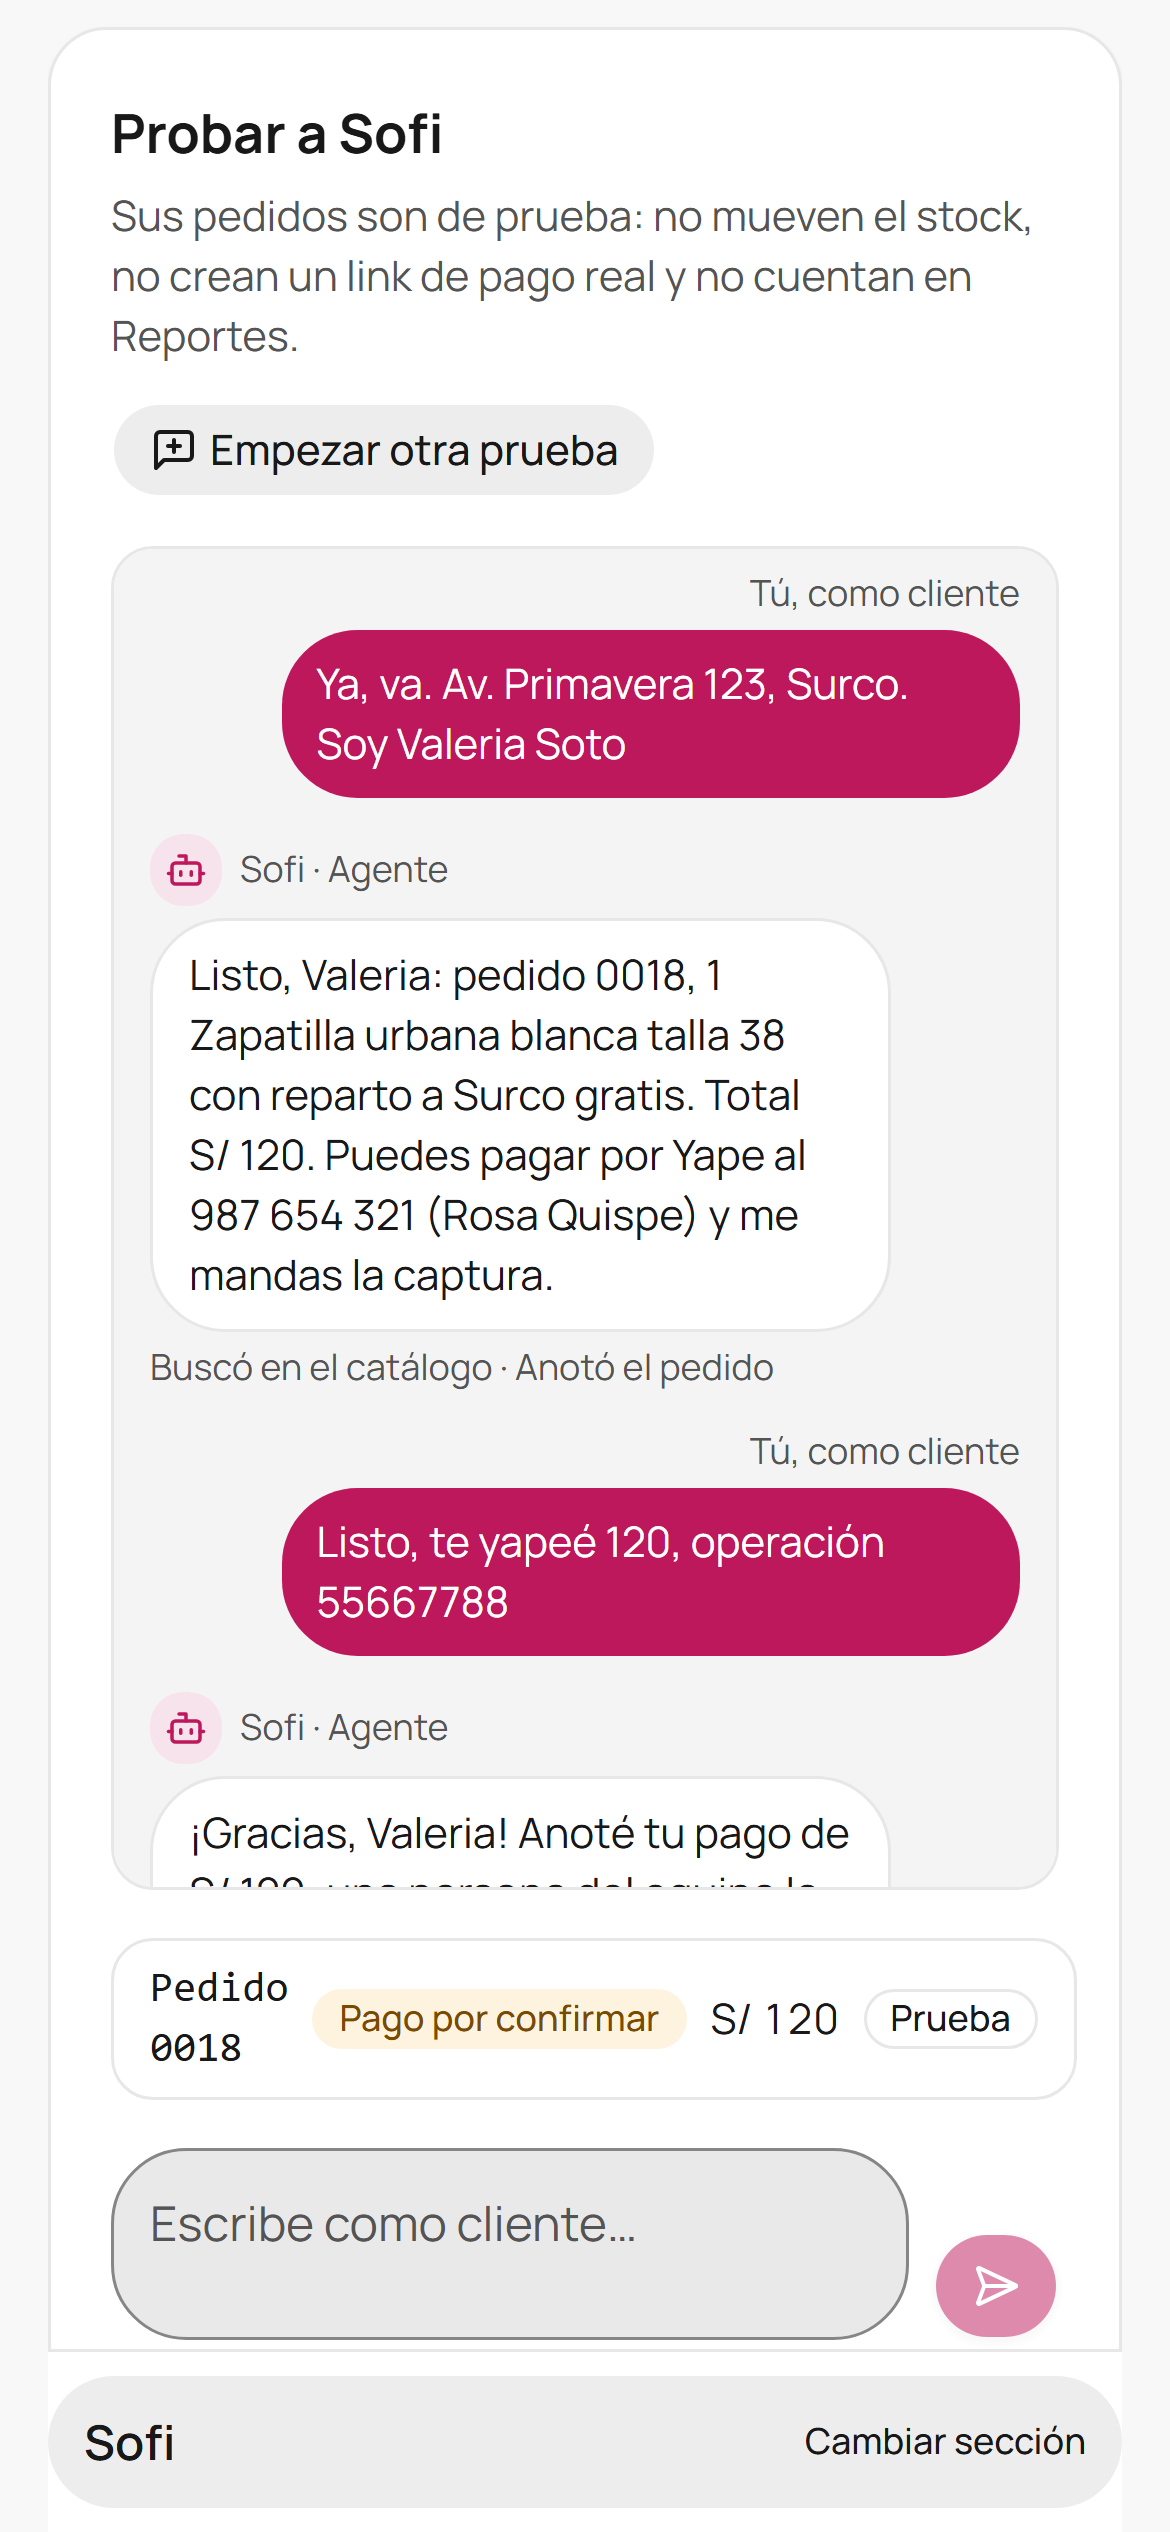 Probar a Sofi
Sus pedidos son de prueba: no mueven el stock,
no crean un link de pago real y no cuentan en
Reportes.
Empezar otra prueba
Tú, como cliente
Ya, va. Av. Primavera 123, Surco.
Soy Valeria Soto
Sofi · Agente
Listo, Valeria: pedido 0018, 1
Zapatilla urbana blanca talla 38
con reparto a Surco gratis. Total
S/ 120. Puedes pagar por Yape al
987 654 321 (Rosa Quispe) y me
mandas la captura.
Buscó en el catálogo · Anotó el pedido
Tú, como cliente
Listo, te yapeé 120, operación
55667788
Sofi · Agente
¡Gracias, Valeria! Anoté tu pago de
Pedido
0018
Pago por confirmar
S/ 120
Prueba
Escribe como cliente...
Sofi
Cambiar sección